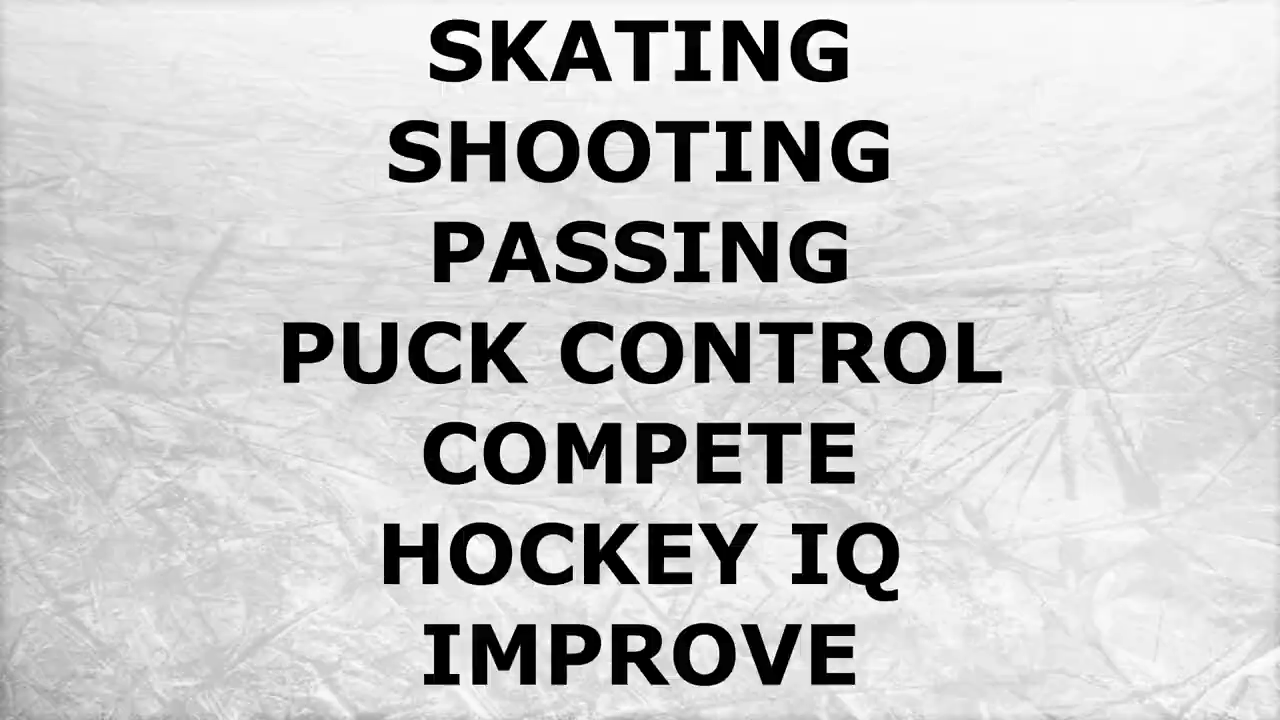 SKATING
SHOOTING
PASSING
PUCK CONTROL
COMPETE
HOCKEY IQ
IMPROVE